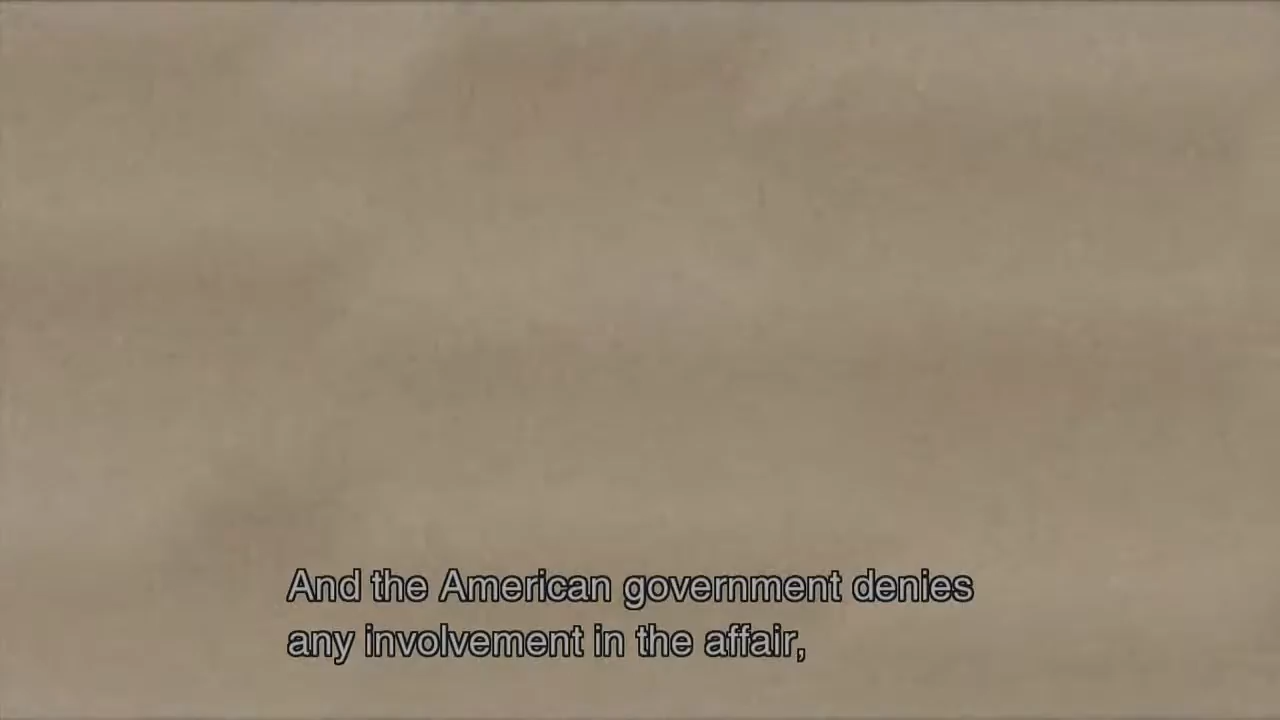 And the American government denies
any involvement in the affair,